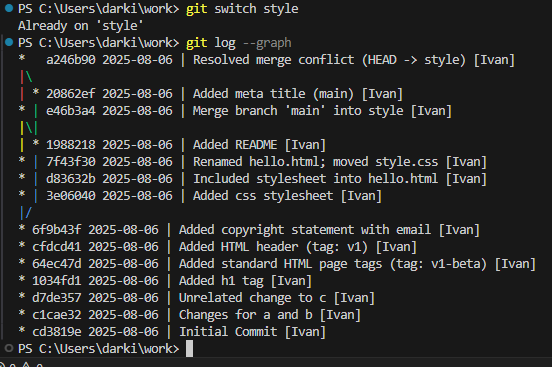 PS C:\Users\darki\work> git switch style
Already on 'style'
PS C:\Users\darki\work> git log --graph
*   a246b90 2025-08-06 | Resolved merge conflict (HEAD -> style) [Ivan]
|\
| * 20862ef 2025-08-06 | Added meta title (main) [Ivan]
* | e46b3a4 2025-08-06 | Merge branch 'main' into style [Ivan]
|\|
| * 1988218 2025-08-06 | Added README [Ivan]
* | 7f43f30 2025-08-06 | Renamed hello.html; moved style.css [Ivan]
* | d83632b 2025-08-06 | Included stylesheet into hello.html [Ivan]
* | 3e06040 2025-08-06 | Added css stylesheet [Ivan]
|/
* 6f9b43f 2025-08-06 | Added copyright statement with email [Ivan]
* cfdcd41 2025-08-06 | Added HTML header (tag: v1) [Ivan]
* 64ec47d 2025-08-06 | Added standard HTML page tags (tag: v1-beta) [Ivan]
* 1034fd1 2025-08-06 | Added h1 tag [Ivan]
* d7de357 2025-08-06 | Unrelated change to c [Ivan]
* c1cae32 2025-08-06 | Changes for a and b [Ivan]
* cd3819e 2025-08-06 | Initial Commit [Ivan]
PS C:\Users\darki\work>